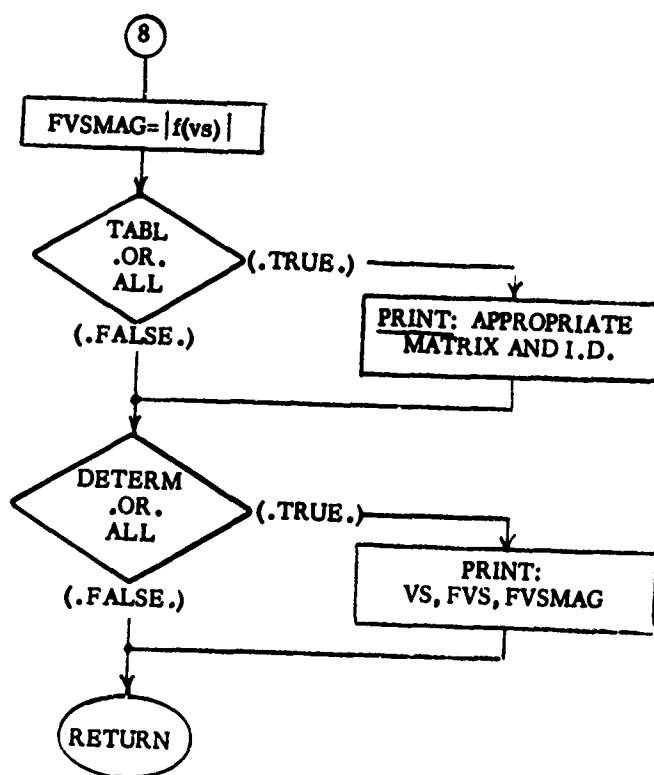 8
FVSMAG=|f(vs)|
TABL
.OR.
ALL
(.TRUE.)
PRINT: APPROPRIATE
MATRIX AND I.D.
(.FALSE.)
DETERM
.OR.
ALL
(.TRUE.)
PRINT:
VS, FVS, FVSMAG
(.FALSE.)
RETURN